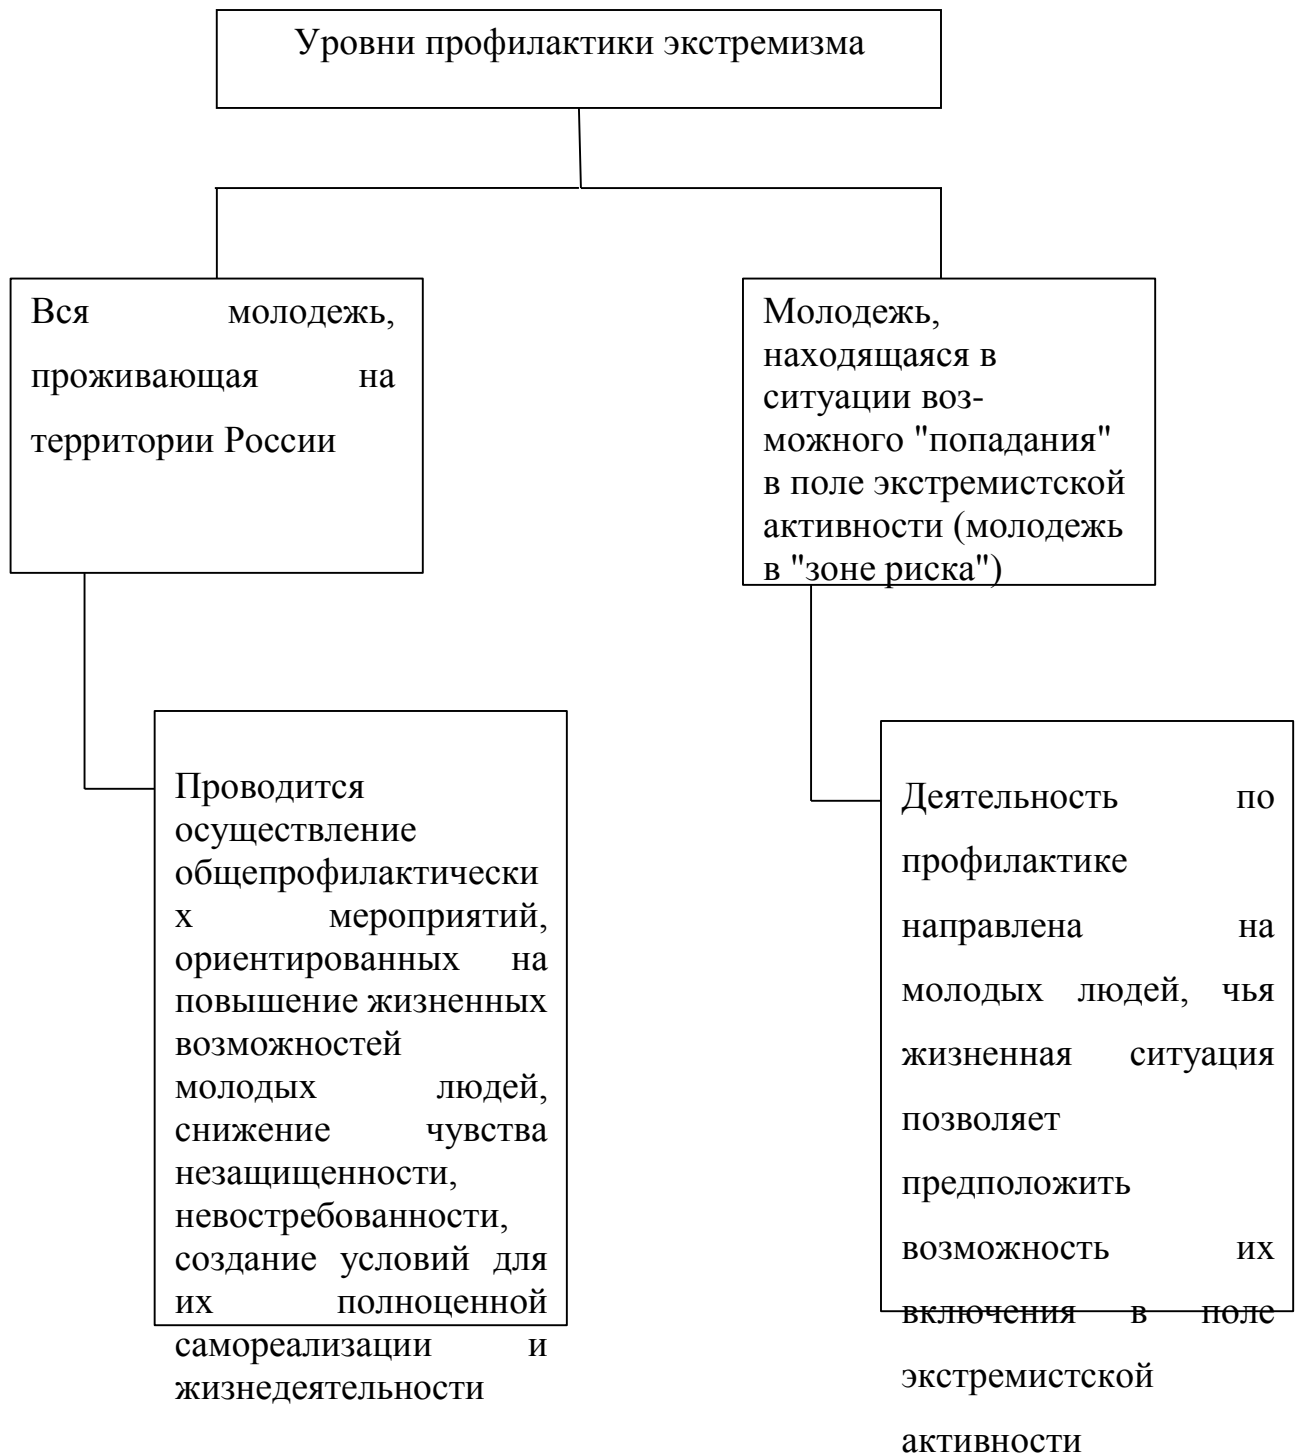 Уровни профилактики экстремизма
Вся молодежь,
проживающая на
территории России
Молодежь,
находящаяся в
ситуации воз-
можного "попадания"
в поле экстремистской
активности (молодежь
в "зоне риска")
Проводится
осуществление
общепрофилактически
х мероприятий,
ориентированных на
повышение жизненных
возможностей
молодых людей,
снижение чувства
незащищенности,
невостребованности,
создание условий для
их полноценной
самореализации и
жизнедеятельности
Деятельность по
профилактике
направлена на
молодых людей, чья
жизненная ситуация
позволяет
предположить
возможность их
включения в поле
экстремистской
активности